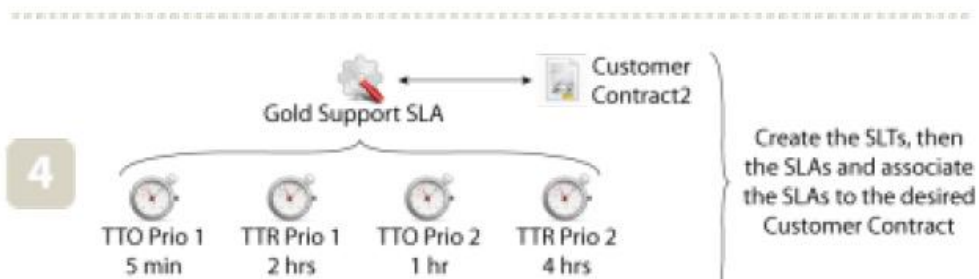 Customer
Contract2
Gold Support SLA
4
TTO Prio 1
5 min
TTR Prio 1
2 hrs
TTO Prio 2
1 hr
TTR Prio 2
4 hrs
Create the SLTs, then
the SLAs and associate
the SLAs to the desired
Customer Contract